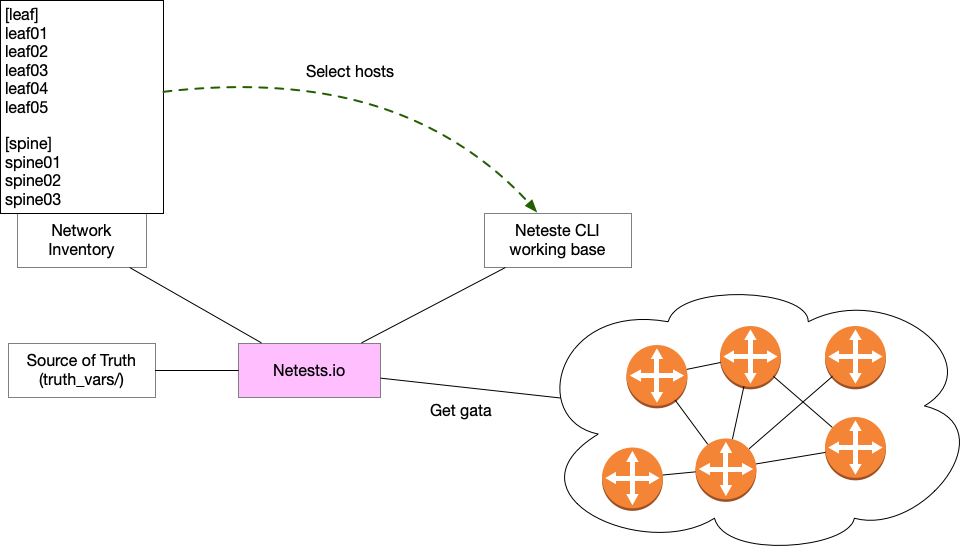 [leaf]
leaf01
leaf02
leaf03
leaf04
leaf05
[spine]
spine01
spine02
spine03
Select hosts
Network
Inventory
Neteste CLI
working base
Source of Truth
(truth_vars/)
Netests.io
Get gata